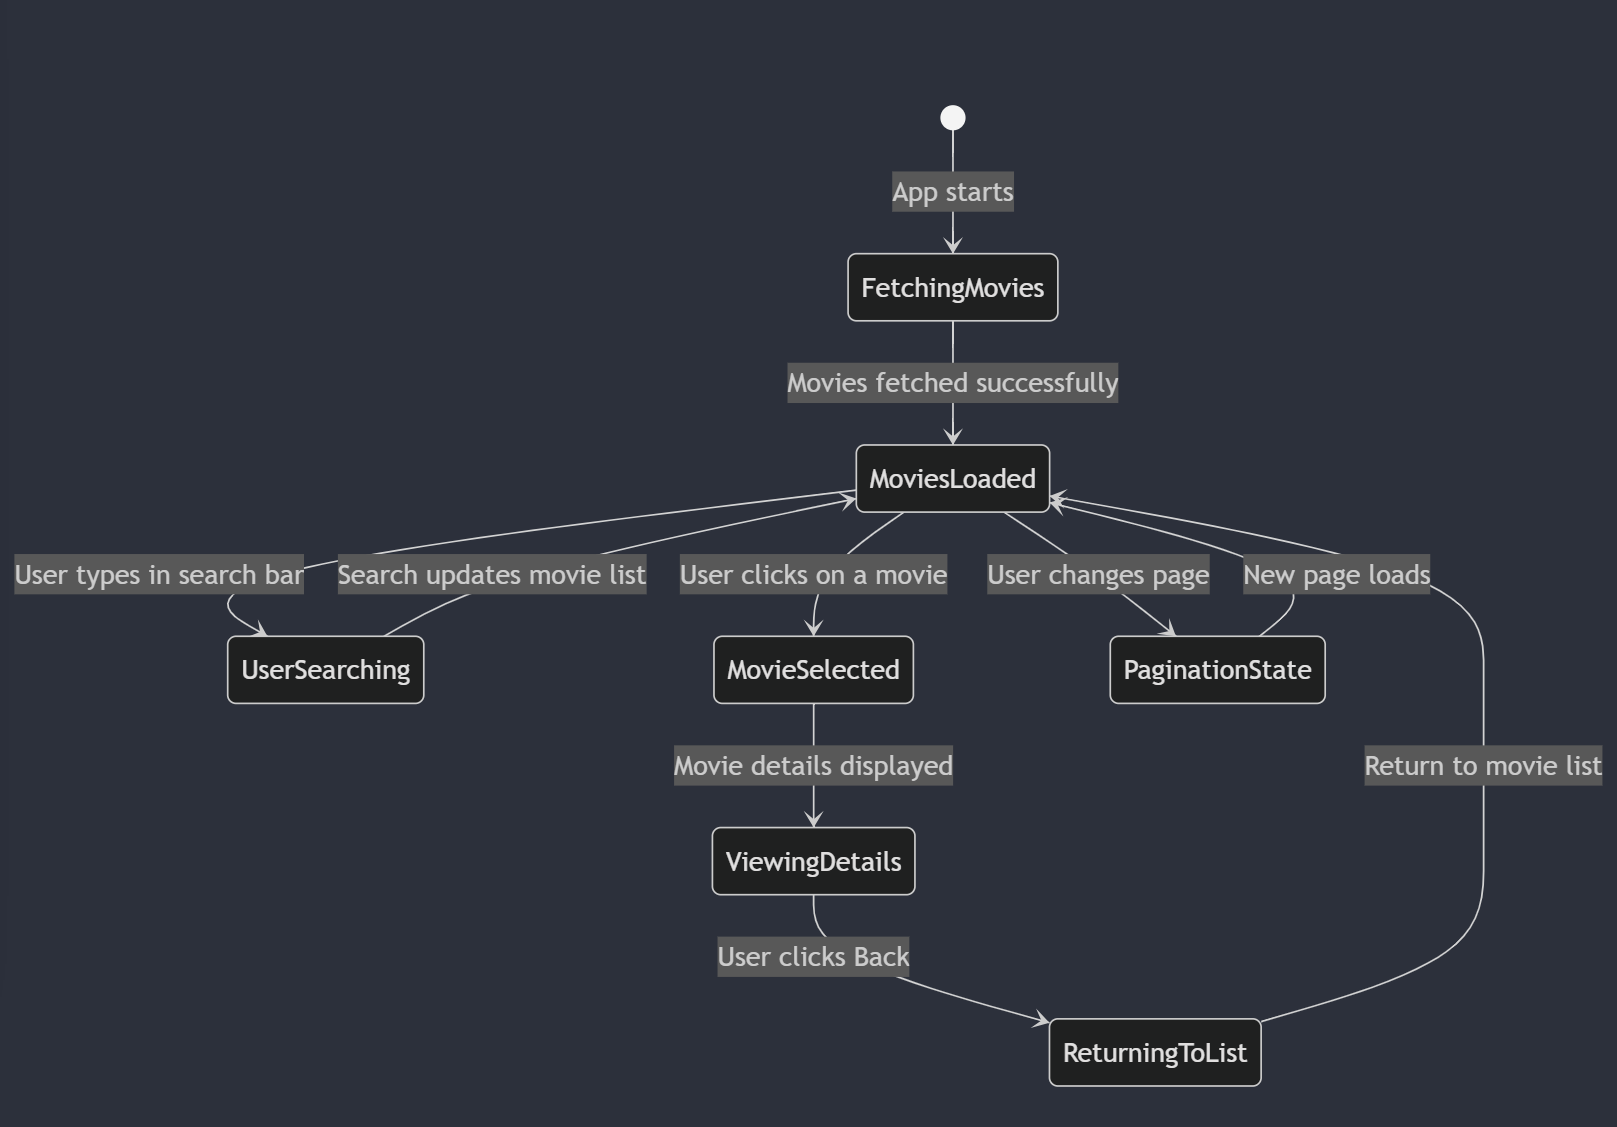 App starts
FetchingMovies
Movies fetched successfully
MoviesLoaded
User types in search bar
Search updates movie list
User clicks on a movie
User changes page
New page loads
UserSearching
MovieSelected
PaginationState
Movie details displayed
Return to movie list
ViewingDetails
User clicks Back
ReturningToList